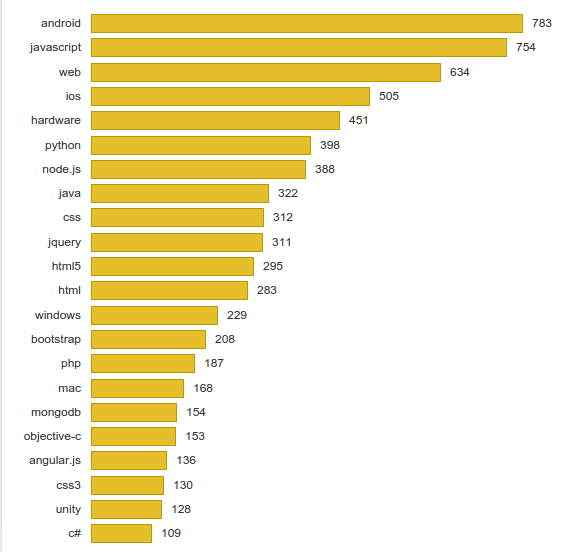 android 783
javascript 754
web 634
ios 505
hardware 451
python 398
node.js 388
java 322
css 312
jquery 311
html5 295
html 283
windows 229
bootstrap 208
php 187
mac 168
mongodb 154
objective-c 153
angular.js 136
css3 130
unity 128
c# 109